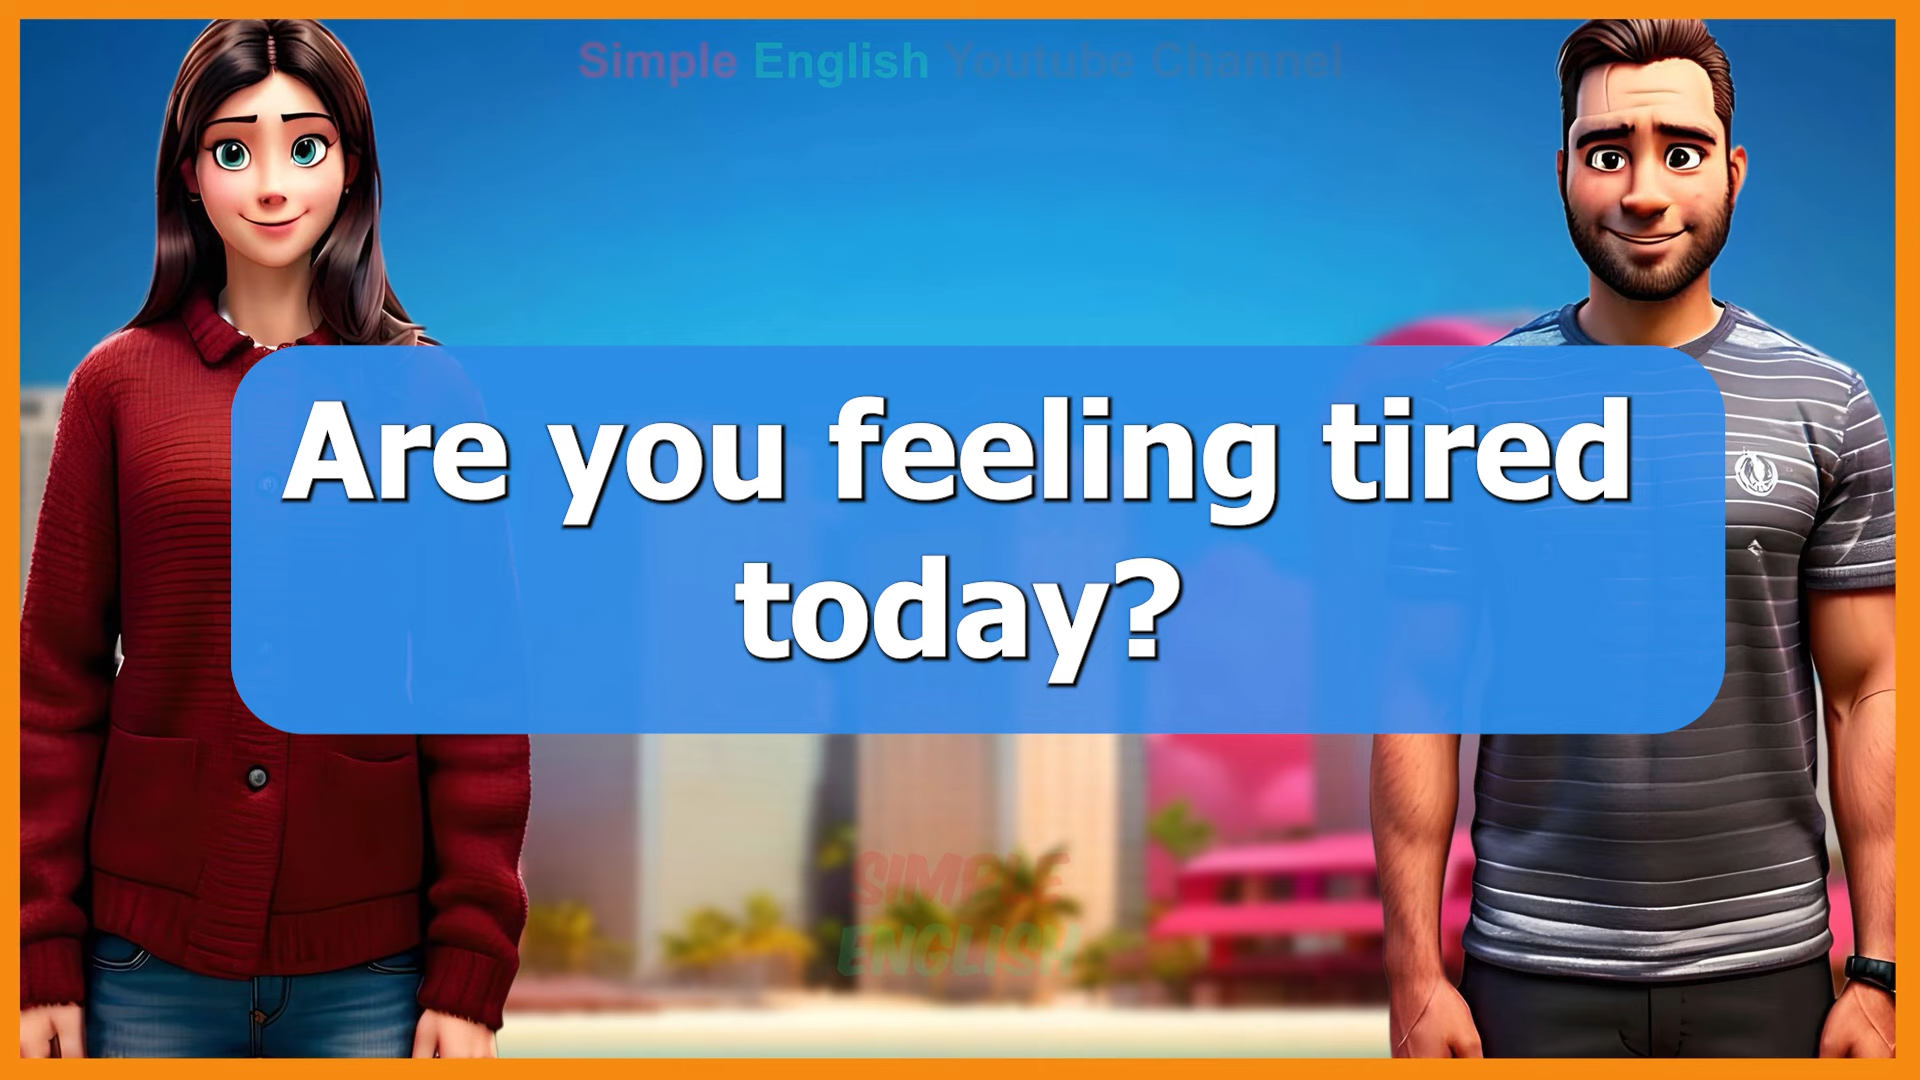 Simple English Youtube Channel
Are you feeling tired
today?
SIMPLE
ENGLISH